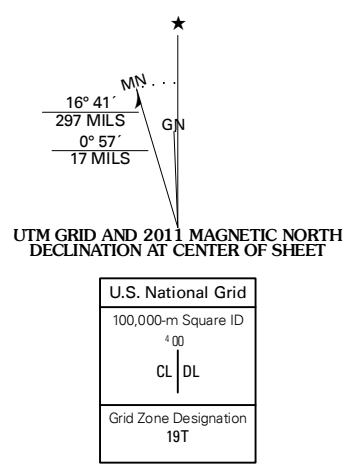 ★
MN
16° 41´
297 MILS
GN
0° 57´
17 MILS
UTM GRID AND 2011 MAGNETIC NORTH
DECLINATION AT CENTER OF SHEET
U.S. National Grid
100,000-m Square ID
⁴00
CL DL
Grid Zone Designation
19T